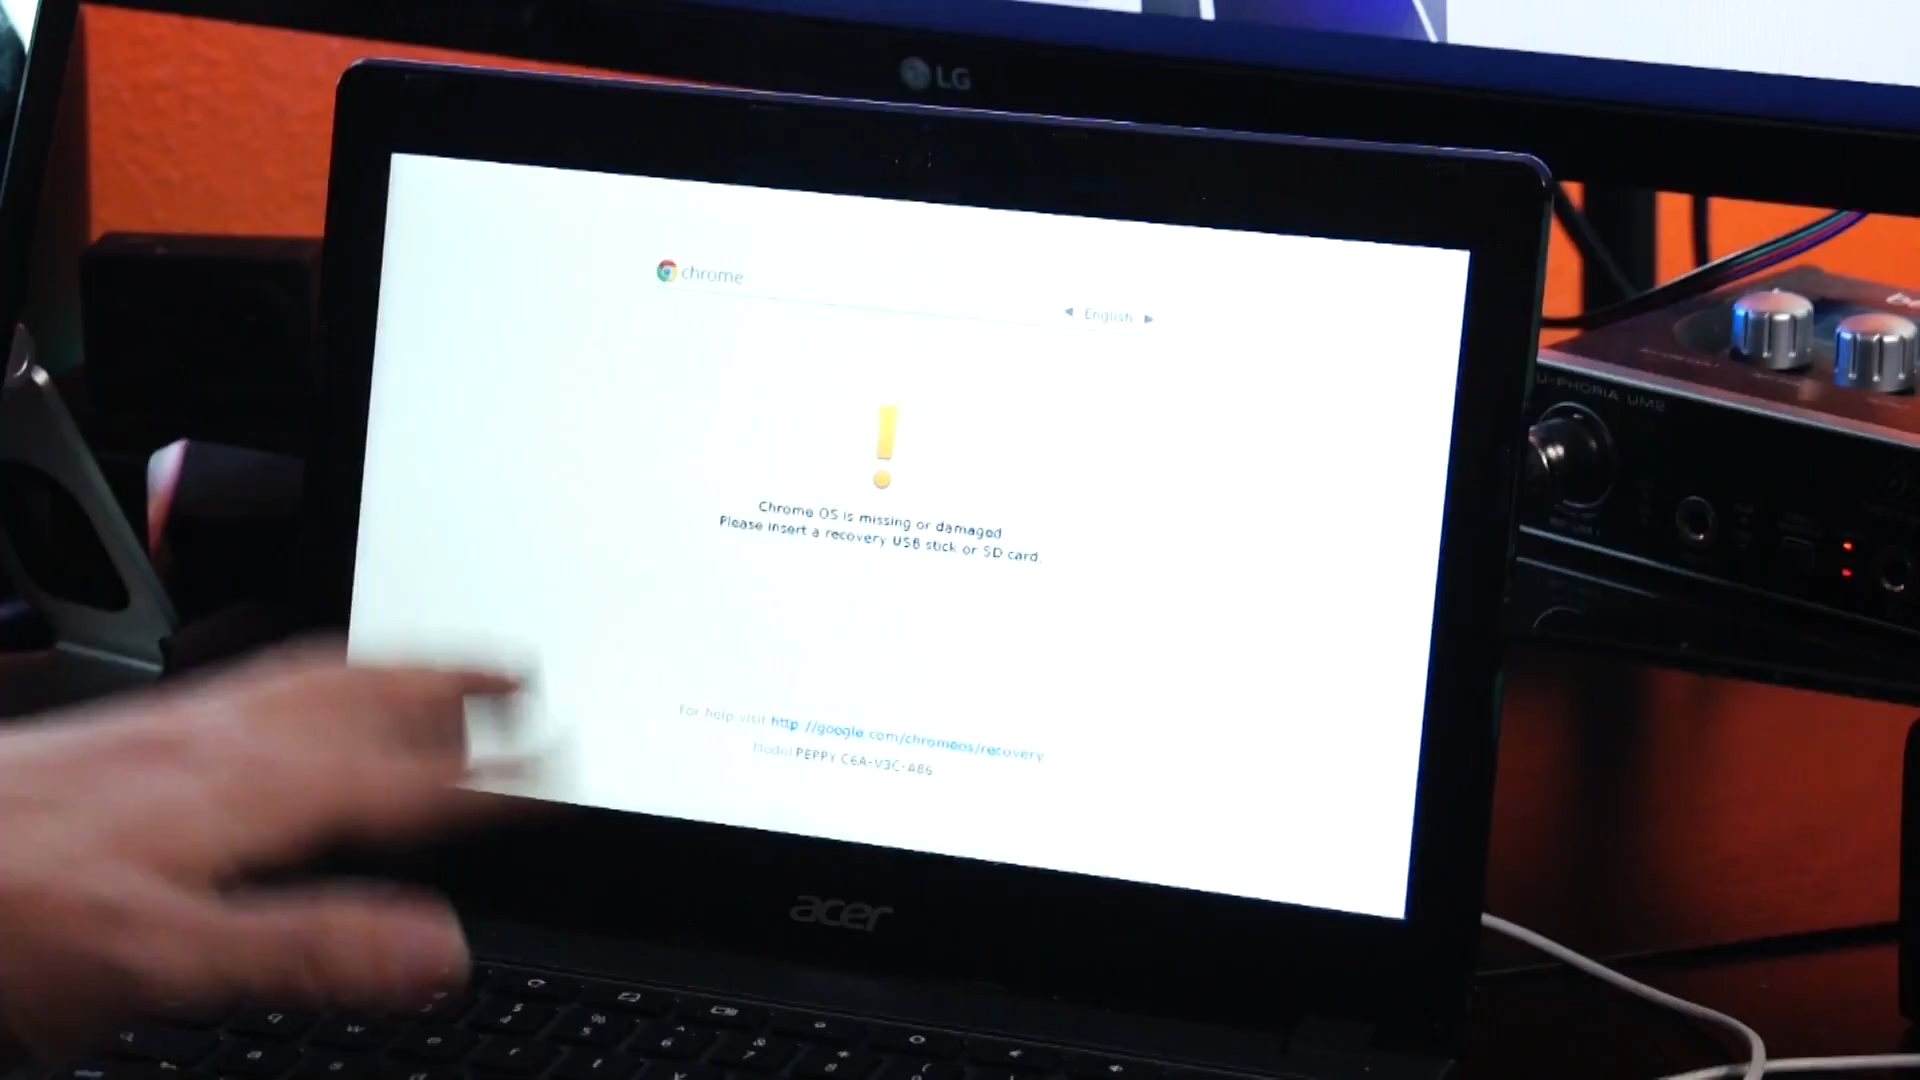 LG
chrome
English
Chrome OS is missing or damaged
Please insert a recovery USB stick or SD card.
For help visit http://google.com/chromeos/recovery
Model PEPPY C6A-V3C-A86
U-PHORIA UM2
acer